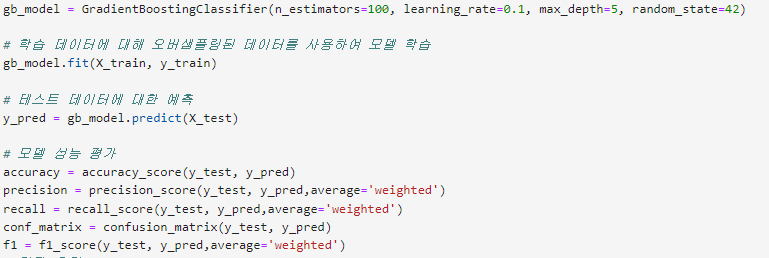 gb_model = GradientBoostingClassifier(n_estimators=100, learning_rate=0.1, max_depth=5, random_state=42)
# 학습 데이터에 대해 오버샘플링된 데이터를 사용하여 모델 학습
gb_model.fit(X_train, y_train)
# 테스트 데이터에 대한 예측
y_pred = gb_model.predict(X_test)
# 모델 성능 평가
accuracy = accuracy_score(y_test, y_pred)
precision = precision_score(y_test, y_pred,average='weighted')
recall = recall_score(y_test, y_pred,average='weighted')
conf_matrix = confusion_matrix(y_test, y_pred)
f1 = f1_score(y_test, y_pred,average='weighted')